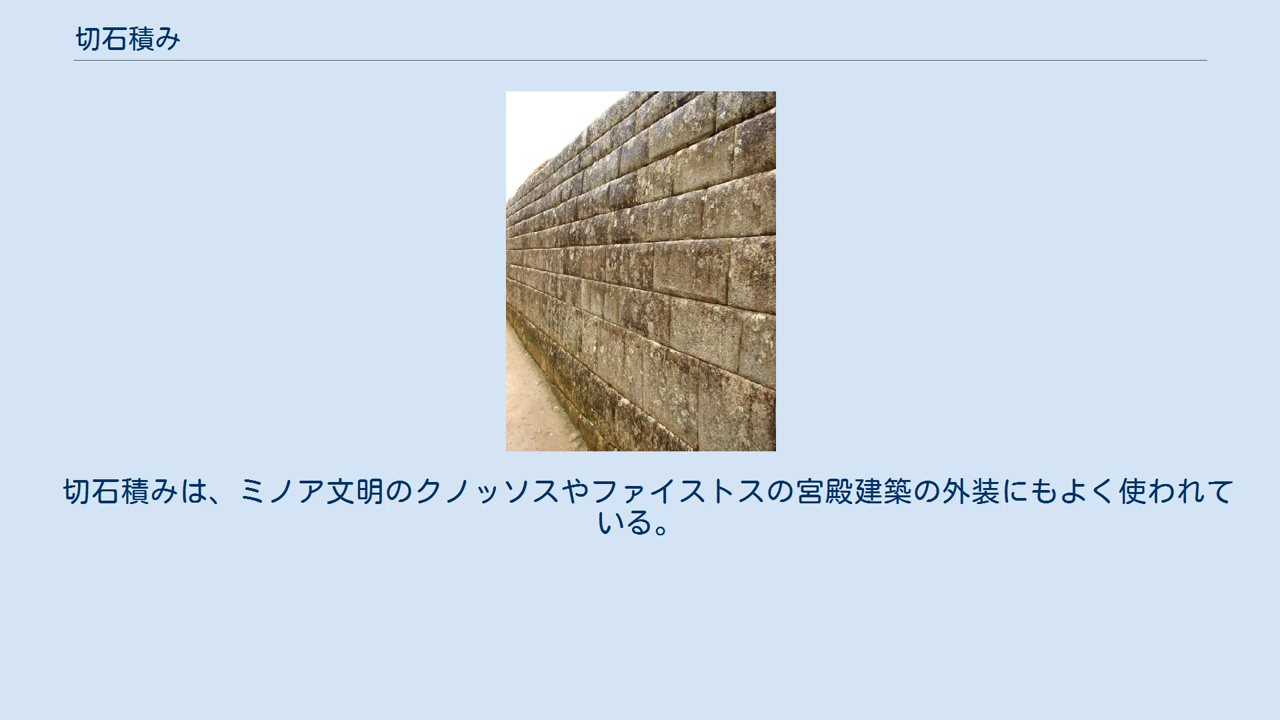 切石積み
切石積みは、ミノア文明のクノッソスやファイストスの宮殿建築の外装にもよく使われて
いる。